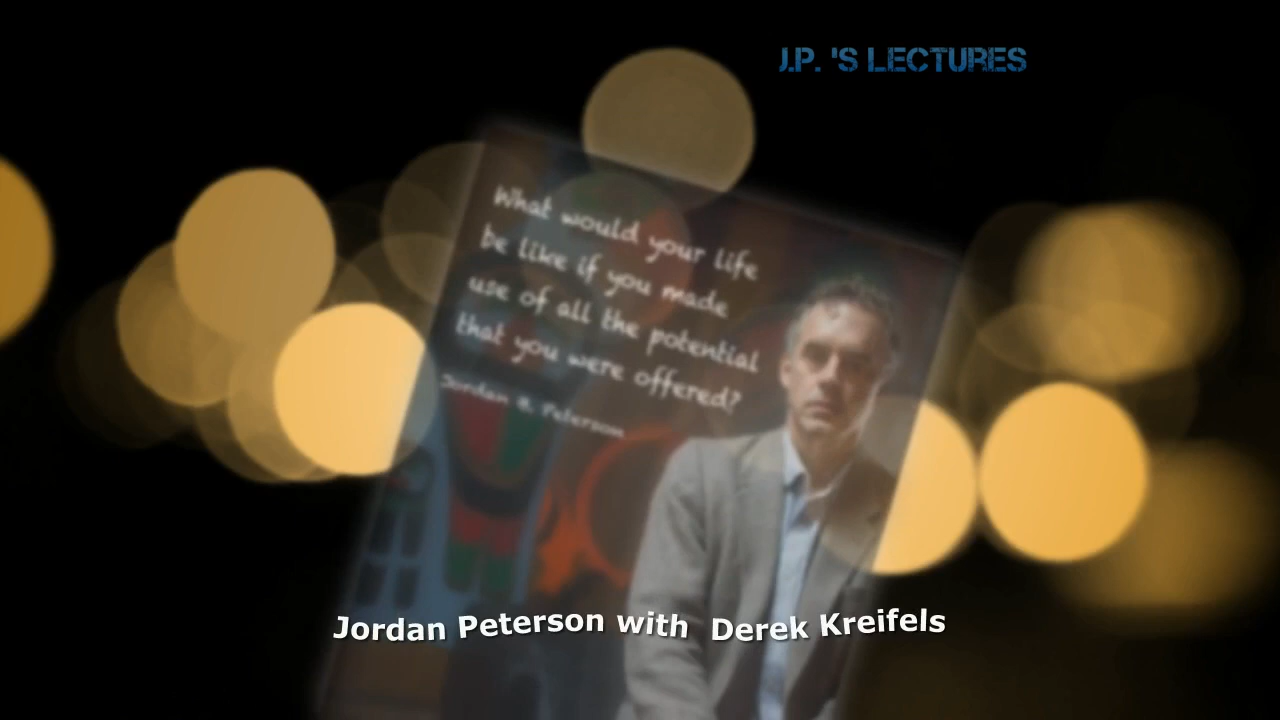 J.P. 'S LECTURES
What would your life
be like if you made
use of all the potential
that you were offered?
Jordan B. Peterson
Jordan Peterson with Derek Kreifels